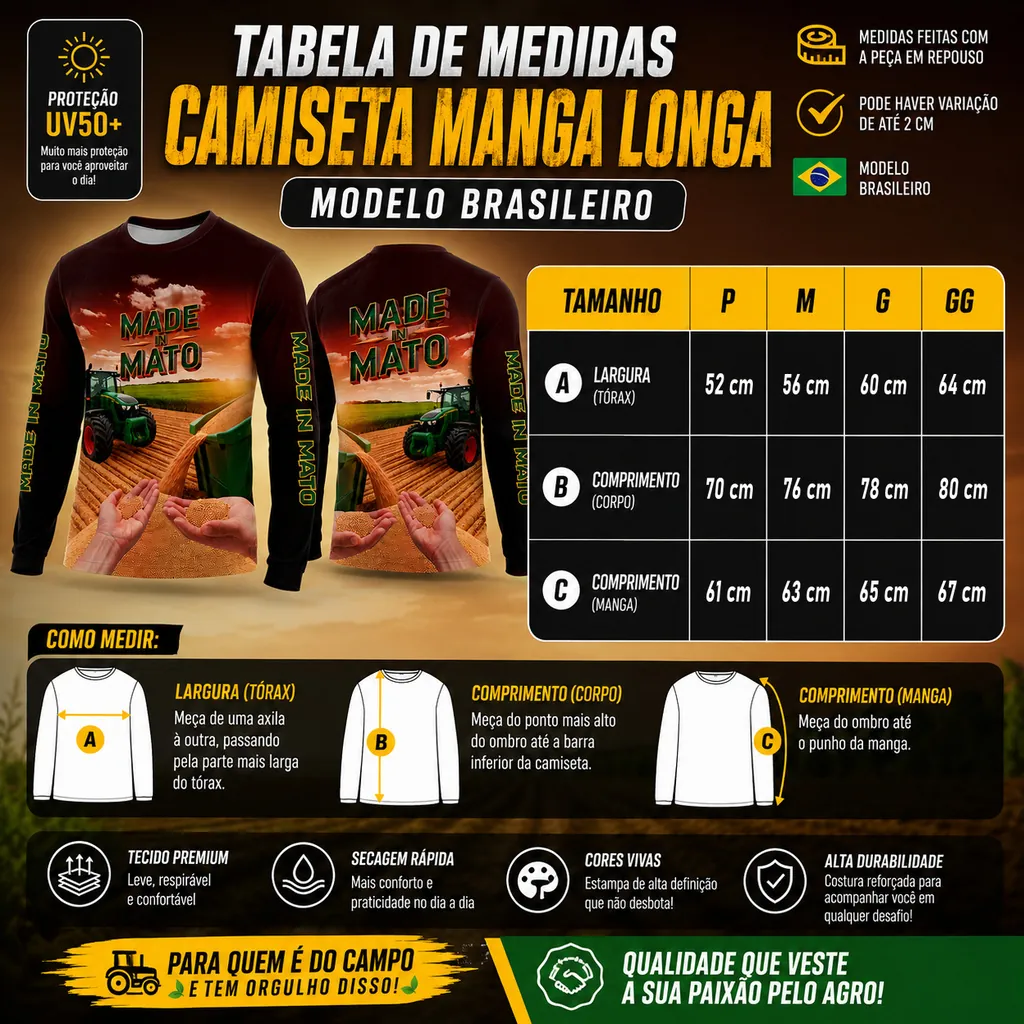 PROTEÇÃO
UV50+
Muito mais proteção
para você aproveitar
o dia!
TABELA DE MEDIDAS
CAMISETA MANGA LONGA
MODELO BRASILEIRO
MEDIDAS FEITAS COM
A PEÇA EM REPOUSO
PODE HAVER VARIAÇÃO
DE ATÉ 2 CM
MODELO
BRASILEIRO
MADE
IN
MATO
MADE IN MATO
MADE IN MATO
MADE
IN
MATO
MADE IN MATO
TAMANHO P M G GG
A LARGURA (TÓRAX) 52 cm 56 cm 60 cm 64 cm
B COMPRIMENTO (CORPO) 70 cm 76 cm 78 cm 80 cm
C COMPRIMENTO (MANGA) 61 cm 63 cm 65 cm 67 cm
COMO MEDIR:
A
LARGURA (TÓRAX)
Meça de uma axila
à outra, passando
pela parte mais larga
do tórax.
B
COMPRIMENTO (CORPO)
Meça do ponto mais alto
do ombro até a barra
inferior da camiseta.
C
COMPRIMENTO (MANGA)
Meça do ombro até
o punho da manga.
TECIDO PREMIUM
Leve, respirável
e confortável
SECAGEM RÁPIDA
Mais conforto e
praticidade no dia a dia
CORES VIVAS
Estampa de alta definição
que não desbota!
ALTA DURABILIDADE
Costura reforçada para
acompanhar você em
qualquer desafio!
PARA QUEM É DO CAMPO
E TEM ORGULHO DISSO!
QUALIDADE QUE VESTE
A SUA PAIXÃO PELO AGRO!